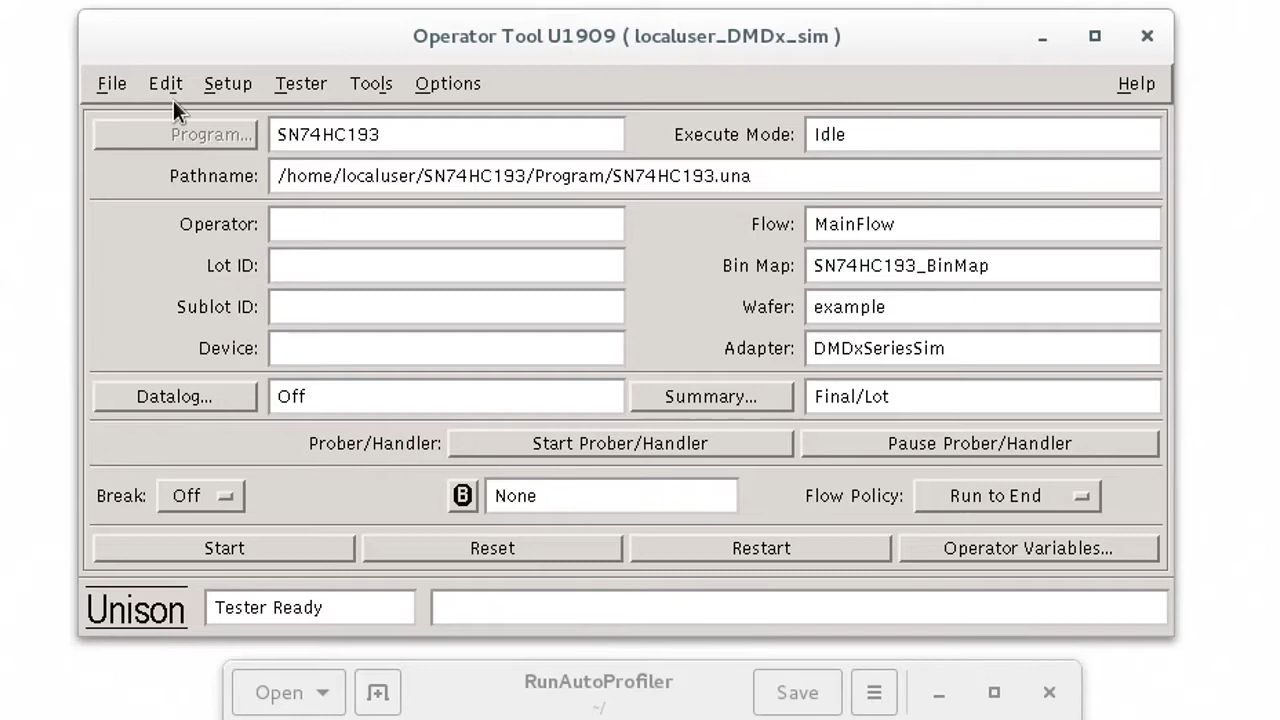 Operator Tool U1909 ( localuser_DMDx_sim )
File Edit Setup Tester Tools Options Help
Program... SN74HC193 Execute Mode: Idle
Pathname: /home/localuser/SN74HC193/Program/SN74HC193.una
Operator: Flow: MainFlow
Lot ID: Bin Map: SN74HC193_BinMap
Sublot ID: Wafer: example
Device: Adapter: DMDxSeriesSim
Datalog... Off Summary... Final/Lot
Prober/Handler: Start Prober/Handler Pause Prober/Handler
Break: Off B None Flow Policy: Run to End
Start Reset Restart Operator Variables...
Unison Tester Ready
Open RunAutoProfiler Save
~/